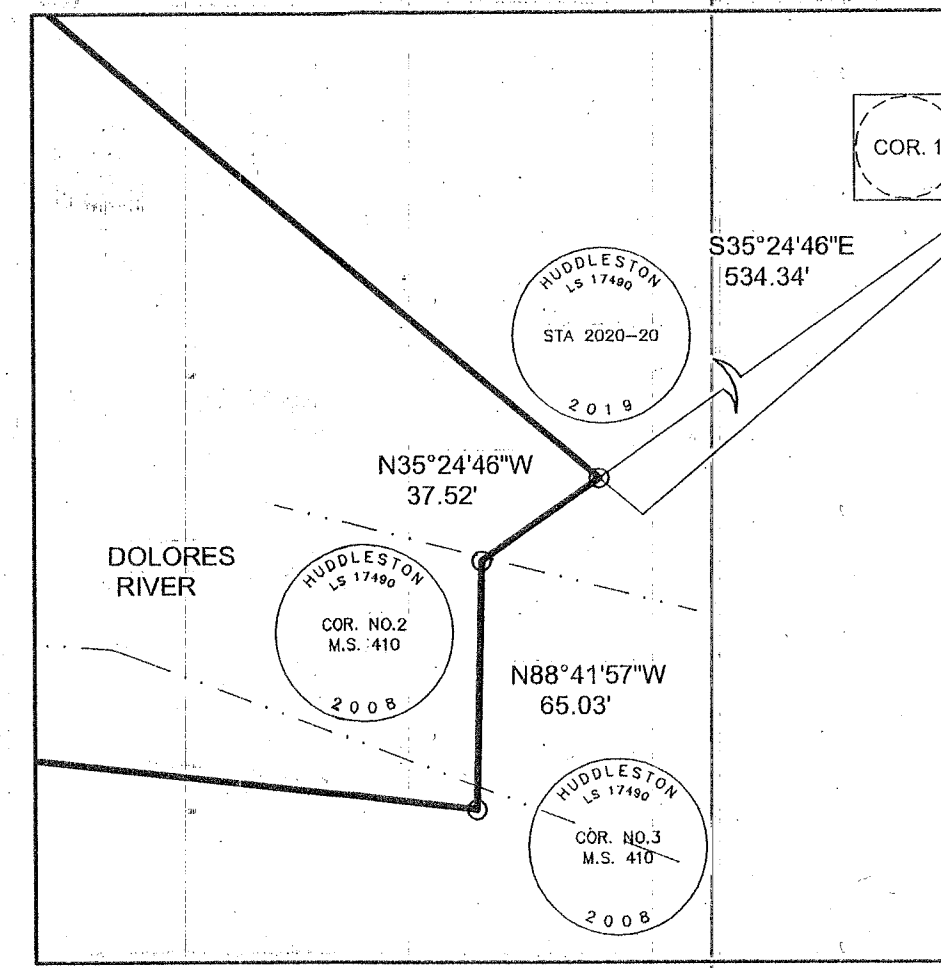 COR. 1
S35°24'46"E
534.34'
HUDDLESTON
LS 17490
STA 2020-20
2019
N35°24'46"W
37.52'
DOLORES
RIVER
HUDDLESTON
LS 17490
COR. NO.2
M.S. 410
2008
N88°41'57"W
65.03'
HUDDLESTON
LS 17490
COR. NO.3
M.S. 410
2008